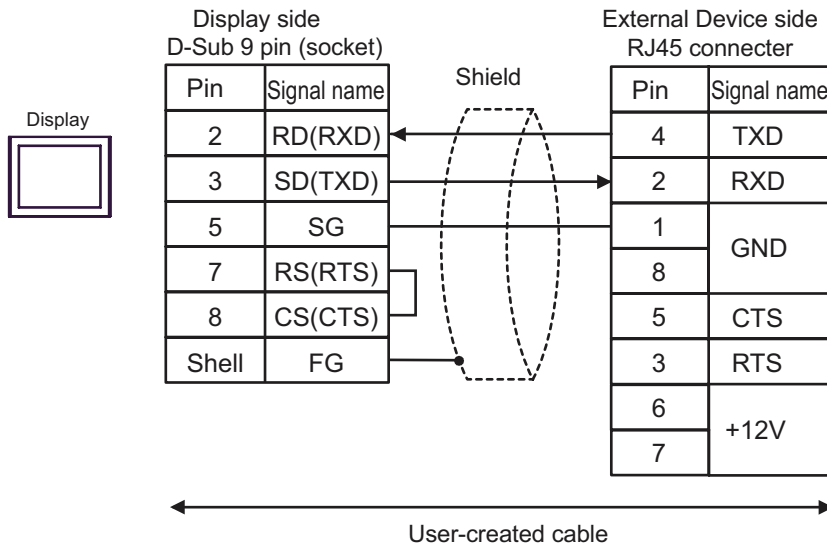 Display side
D-Sub 9 pin (socket)
External Device side
RJ45 connecter
Shield
Display
Pin Signal name
2 RD(RXD)
3 SD(TXD)
5 SG
7 RS(RTS)
8 CS(CTS)
Shell FG
Pin Signal name
4 TXD
2 RXD
1
GND
8
5 CTS
3 RTS
6
+12V
7
User-created cable